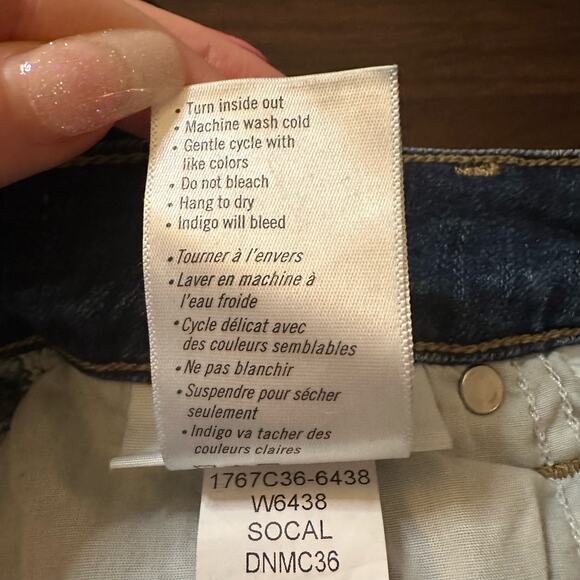 • Turn inside out
• Machine wash cold
• Gentle cycle with
like colors
• Do not bleach
• Hang to dry
• Indigo will bleed
• Tourner à l'envers
• Laver en machine à
l'eau froide
• Cycle délicat avec
des couleurs semblables
• Ne pas blanchir
• Suspendre pour sécher
seulement
• Indigo va tacher des
couleurs claires
1767C36-6438
W6438
SOCAL
DNMC36